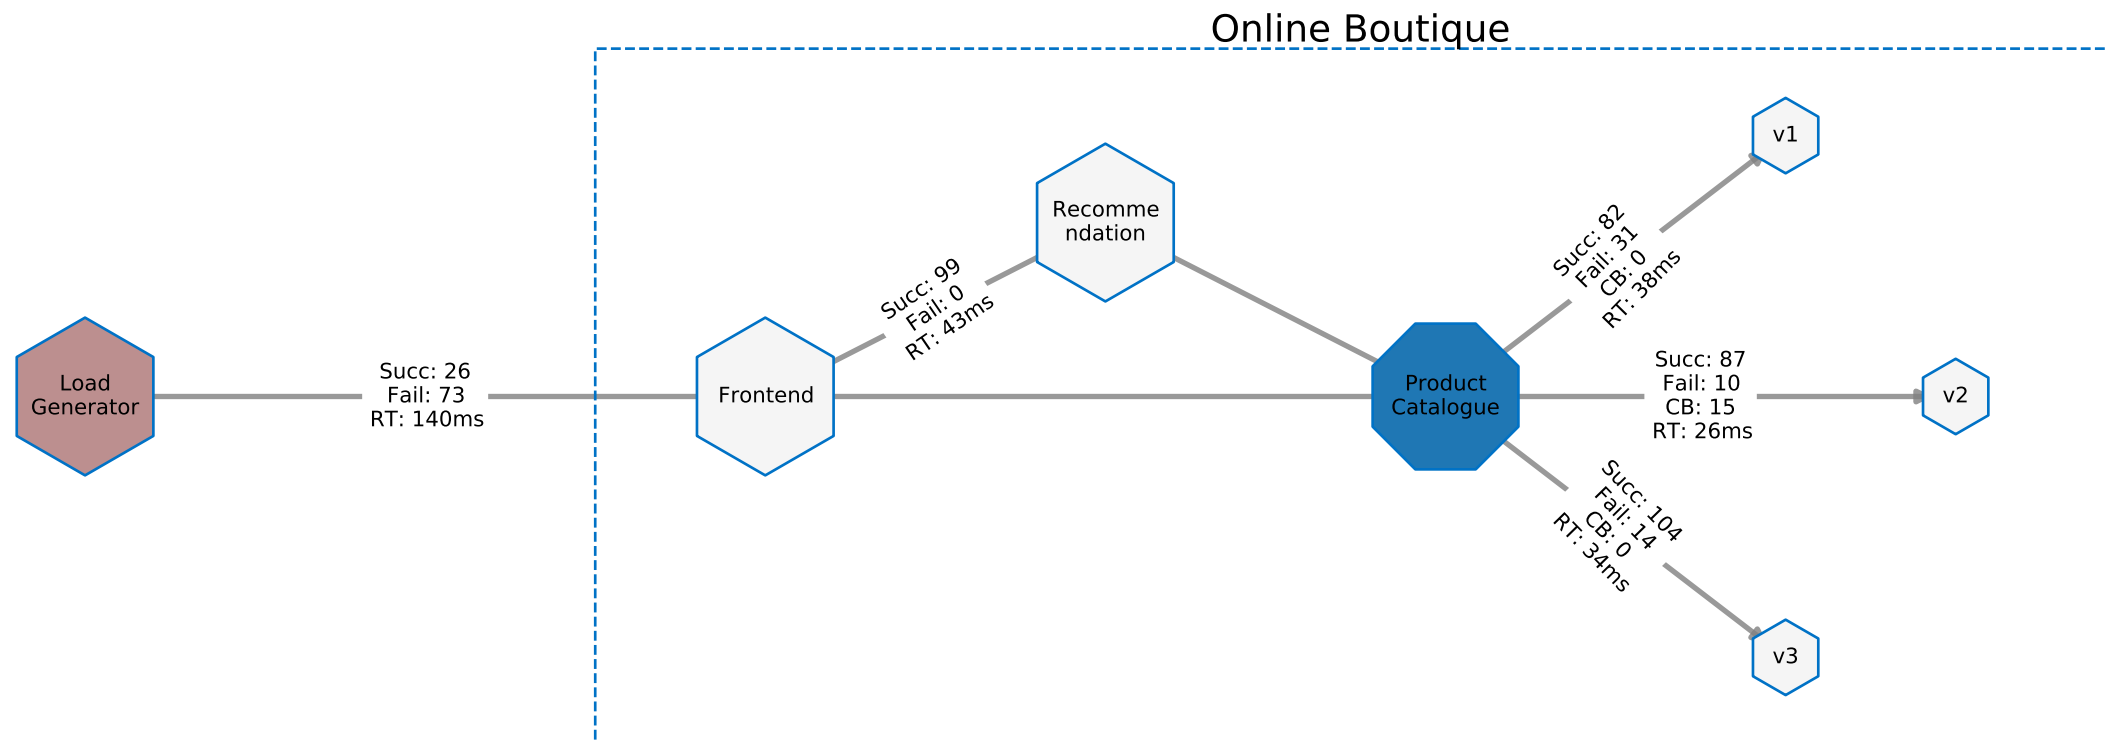 Online Boutique
v1
Recomme
ndation
Succ: 82
Fail: 31
CB: 0
RT: 38ms
Succ: 99
Fail: 0
RT: 43ms
Load
Generator
Succ: 26
Fail: 73
RT: 140ms
Frontend
Product
Catalogue
Succ: 87
Fail: 10
CB: 15
RT: 26ms
v2
Succ: 104
Fail: 14
CB: 0
RT: 34ms
v3